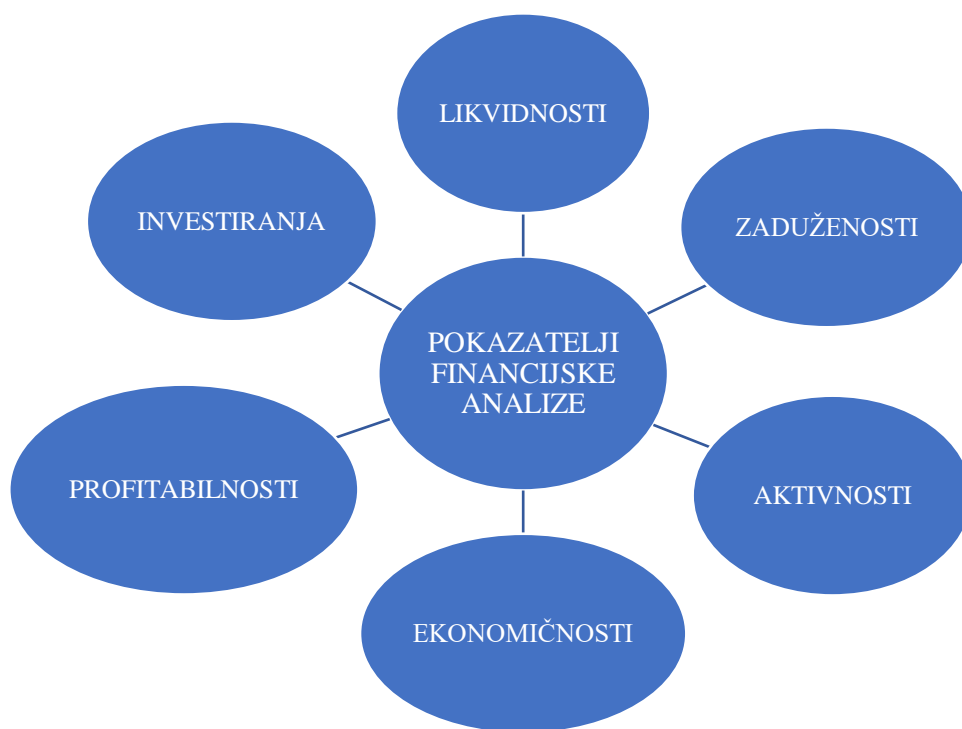 LIKVIDNOSTI
INVESTIRANJA
ZADUŽENOSTI
POKAZATELJI
FINANCIJSKE
ANALIZE
PROFITABILNOSTI
AKTIVNOSTI
EKONOMIČNOSTI